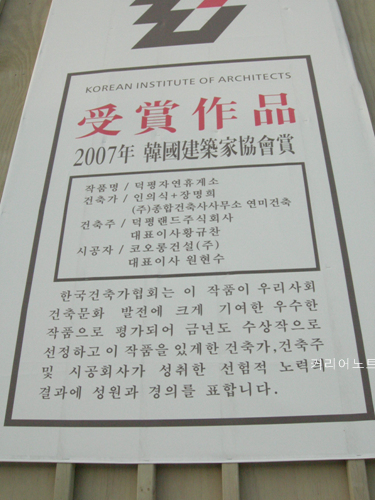 KOREAN INSTITUTE OF ARCHITECTS
受賞作品
2007年 韓國建築家協會賞
작품명 / 덕평자연휴게소
건축가 / 인의식+장명희
(주)종합건축사사무소 연미건축
건축주 / 덕평랜드주식회사
대표이사황규찬
시공자 / 코오롱건설(주)
대표이사 원현수
한국건축가협회는 이 작품이 우리사회
건축문화 발전에 크게 기여한 우수한
작품으로 평가되어 금년도 수상작으로
선정하고 이 작품을 있게한 건축가,건축주
및 시공회사가 성취한 선험적 노력
결과에 성원과 경의를 표합니다.